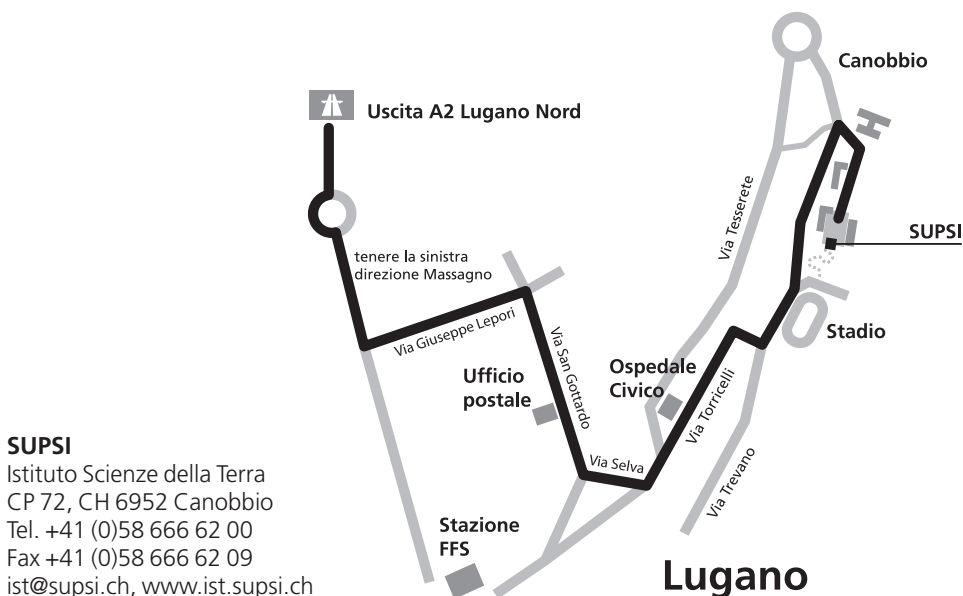 Canobbio
Uscita A2 Lugano Nord
Via Tesserete
SUPSI
tenere la sinistra
direzione Massagno
Via Giuseppe Lepori
Via San Gottardo
Stadio
Ospedale
Civico
Ufficio
postale
Via Torricelli
Via Selva
Via Trevano
SUPSI
Istituto Scienze della Terra
CP 72, CH 6952 Canobbio
Tel. +41 (0)58 666 62 00
Fax +41 (0)58 666 62 09
ist@supsi.ch, www.ist.supsi.ch
Stazione
FFS
Lugano